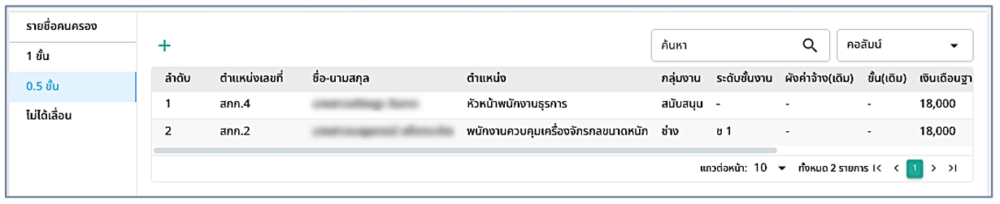 รายชื่อคนครอง
1 ขั้น
0.5 ขั้น
ไม่ได้เลื่อน
ค้นหา
คอลัมน์
ลำดับ ตำแหน่งเลขที่ ชื่อ-นามสกุล ตำแหน่ง กลุ่มงาน ระดับชั้นงาน ผังค่าจ้าง(เดิม) ขั้น(เดิม) เงินเดือนฐา
1 สกก.4 หัวหน้าพนักงานธุรการ สนับสนุน - - - 18,000
2 สกก.2 พนักงานควบคุมเครื่องจักรกลขนาดหนัก ช่าง ช 1 - - 18,000
แถวต่อหน้า: 10 ทั้งหมด 2 รายการ 1